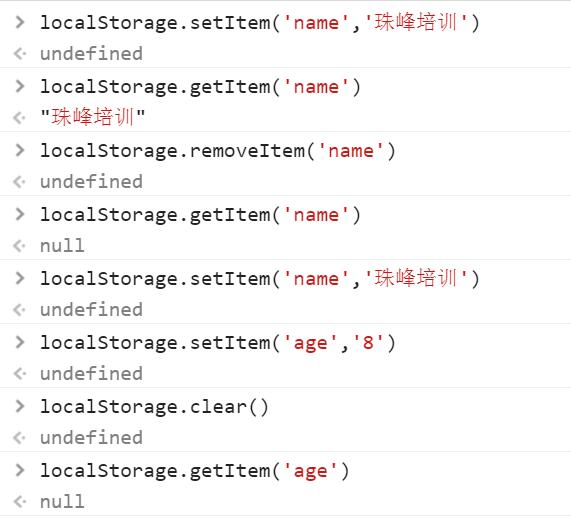 > localStorage.setItem('name','珠峰培训')
< undefined
> localStorage.getItem('name')
< "珠峰培训"
> localStorage.removeItem('name')
< undefined
> localStorage.getItem('name')
< null
> localStorage.setItem('name','珠峰培训')
< undefined
> localStorage.setItem('age','8')
< undefined
> localStorage.clear()
< undefined
> localStorage.getItem('age')
< null